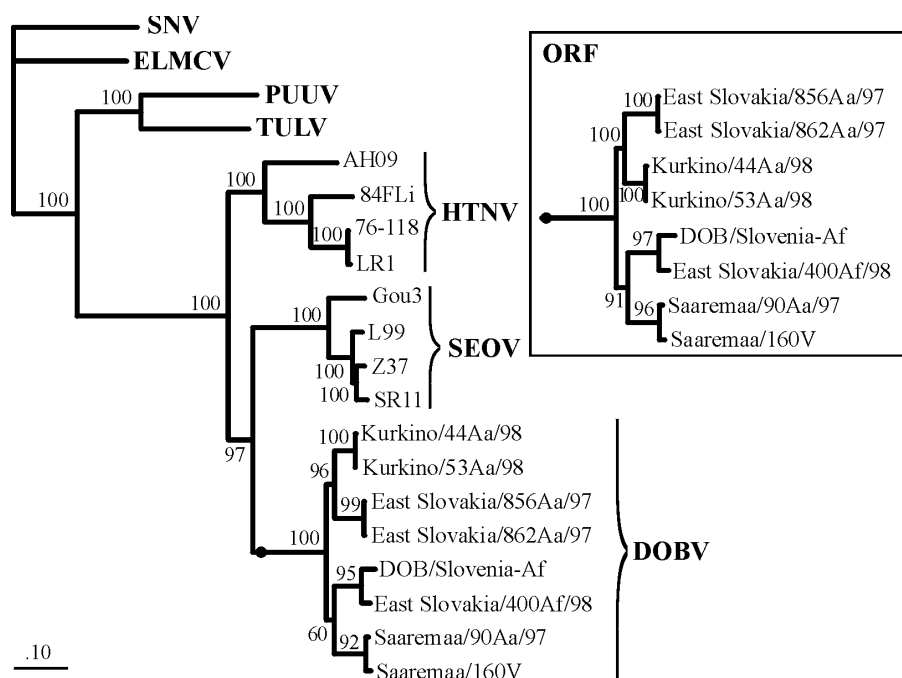 SNV
ELMCV
100
PUUV
TULV
100
100
AH09
100
84FLi
100
76-118
LR1
HTNV
100
100
Gou3
L99
100
Z37
100
SR11
SEOV
97
100
Kurkino/44Aa/98
Kurkino/53Aa/98
96
99
East Slovakia/856Aa/97
East Slovakia/862Aa/97
100
DOBV
95
DOB/Slovenia-Af
East Slovakia/400Af/98
60
92
Saaremaa/90Aa/97
Saaremaa/160V
.10
ORF
100
East Slovakia/856Aa/97
East Slovakia/862Aa/97
100
Kurkino/44Aa/98
100
Kurkino/53Aa/98
100
97
DOB/Slovenia-Af
East Slovakia/400Af/98
91
96
Saaremaa/90Aa/97
Saaremaa/160V